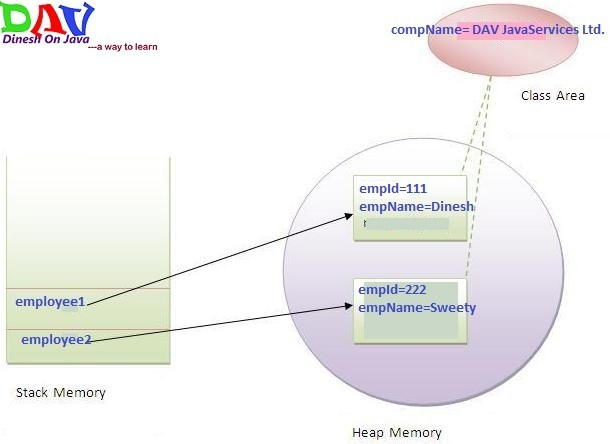 DAV
Dinesh On Java
---a way to learn
compName= DAV JavaServices Ltd.
Class Area
empId=111
empName=Dinesh
empId=222
empName=Sweety
employee1
employee2
Stack Memory
Heap Memory